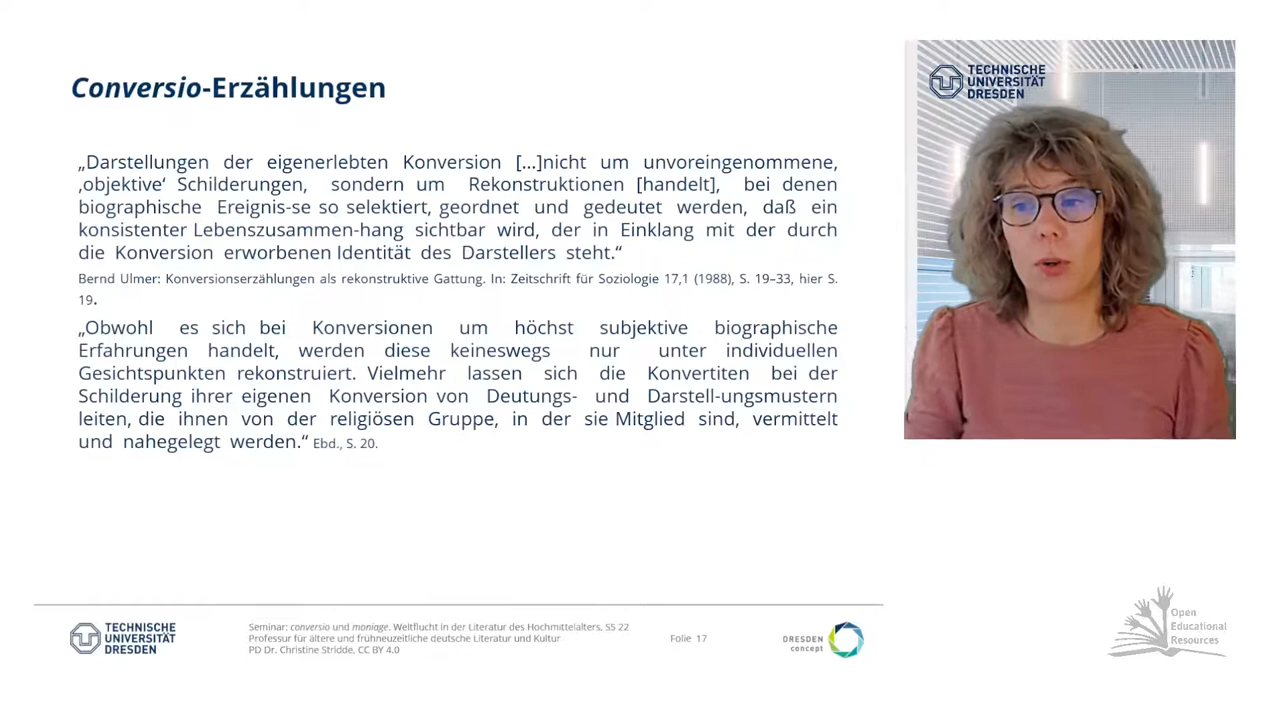 Conversio-Erzählungen
„Darstellungen der eigenerlebten Konversion [...]nicht um unvoreingenommene,
‚objektive‘ Schilderungen, sondern um Rekonstruktionen [handelt], bei denen
biographische Ereignis-se so selektiert, geordnet und gedeutet werden, daß ein
konsistenter Lebenszusammen-hang sichtbar wird, der in Einklang mit der durch
die Konversion erworbenen Identität des Darstellers steht.“
Bernd Ulmer: Konversionserzählungen als rekonstruktive Gattung. In: Zeitschrift für Soziologie 17,1 (1988), S. 19–33, hier S.
19.
„Obwohl es sich bei Konversionen um höchst subjektive biographische
Erfahrungen handelt, werden diese keineswegs nur unter individuellen
Gesichtspunkten rekonstruiert. Vielmehr lassen sich die Konvertiten bei der
Schilderung ihrer eigenen Konversion von Deutungs- und Darstell-ungsmustern
leiten, die ihnen von der religiösen Gruppe, in der sie Mitglied sind, vermittelt
und nahegelegt werden.“ Ebd., S. 20.
TECHNISCHE
UNIVERSITÄT
DRESDEN
TECHNISCHE
UNIVERSITÄT
DRESDEN
Seminar: conversio und moniage. Weltflucht in der Literatur des Hochmittelalters, SS 22
Professur für ältere und frühneuzeitliche deutsche Literatur und Kultur
PD Dr. Christine Stridde, CC BY 4.0
Folie 17
DRESDEN
concept
Open
Educational
Resources